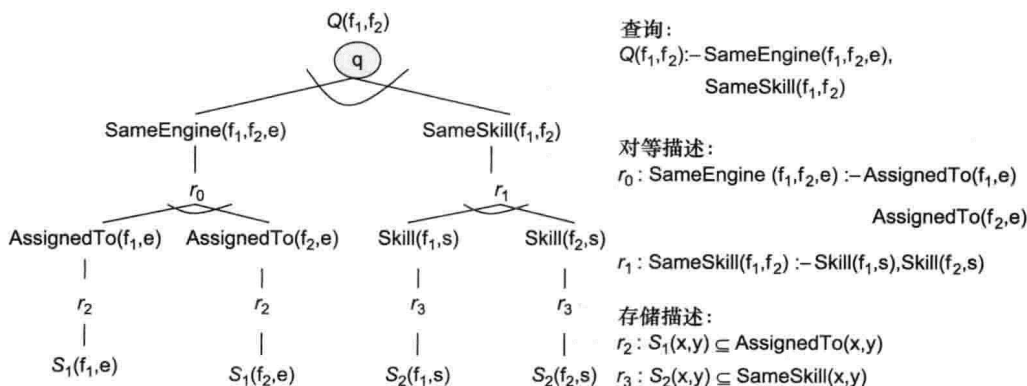 Q(f₁,f₂)
q
SameEngine(f₁,f₂,e) SameSkill(f₁,f₂)
r₀ r₁
AssignedTo(f₁,e) AssignedTo(f₂,e) Skill(f₁,s) Skill(f₂,s)
r₂ r₂ r₃ r₃
S₁(f₁,e) S₁(f₂,e) S₂(f₁,s) S₂(f₂,s)
查询:
Q(f₁,f₂):–SameEngine(f₁,f₂,e),
SameSkill(f₁,f₂)
对等描述:
r₀ : SameEngine (f₁,f₂,e) :–AssignedTo(f₁,e)
AssignedTo(f₂,e)
r₁ : SameSkill(f₁,f₂) :–Skill(f₁,s),Skill(f₂,s)
存储描述:
r₂ : S₁(x,y) ⊆ AssignedTo(x,y)
r₃ : S₂(x,y) ⊆ SameSkill(x,y)